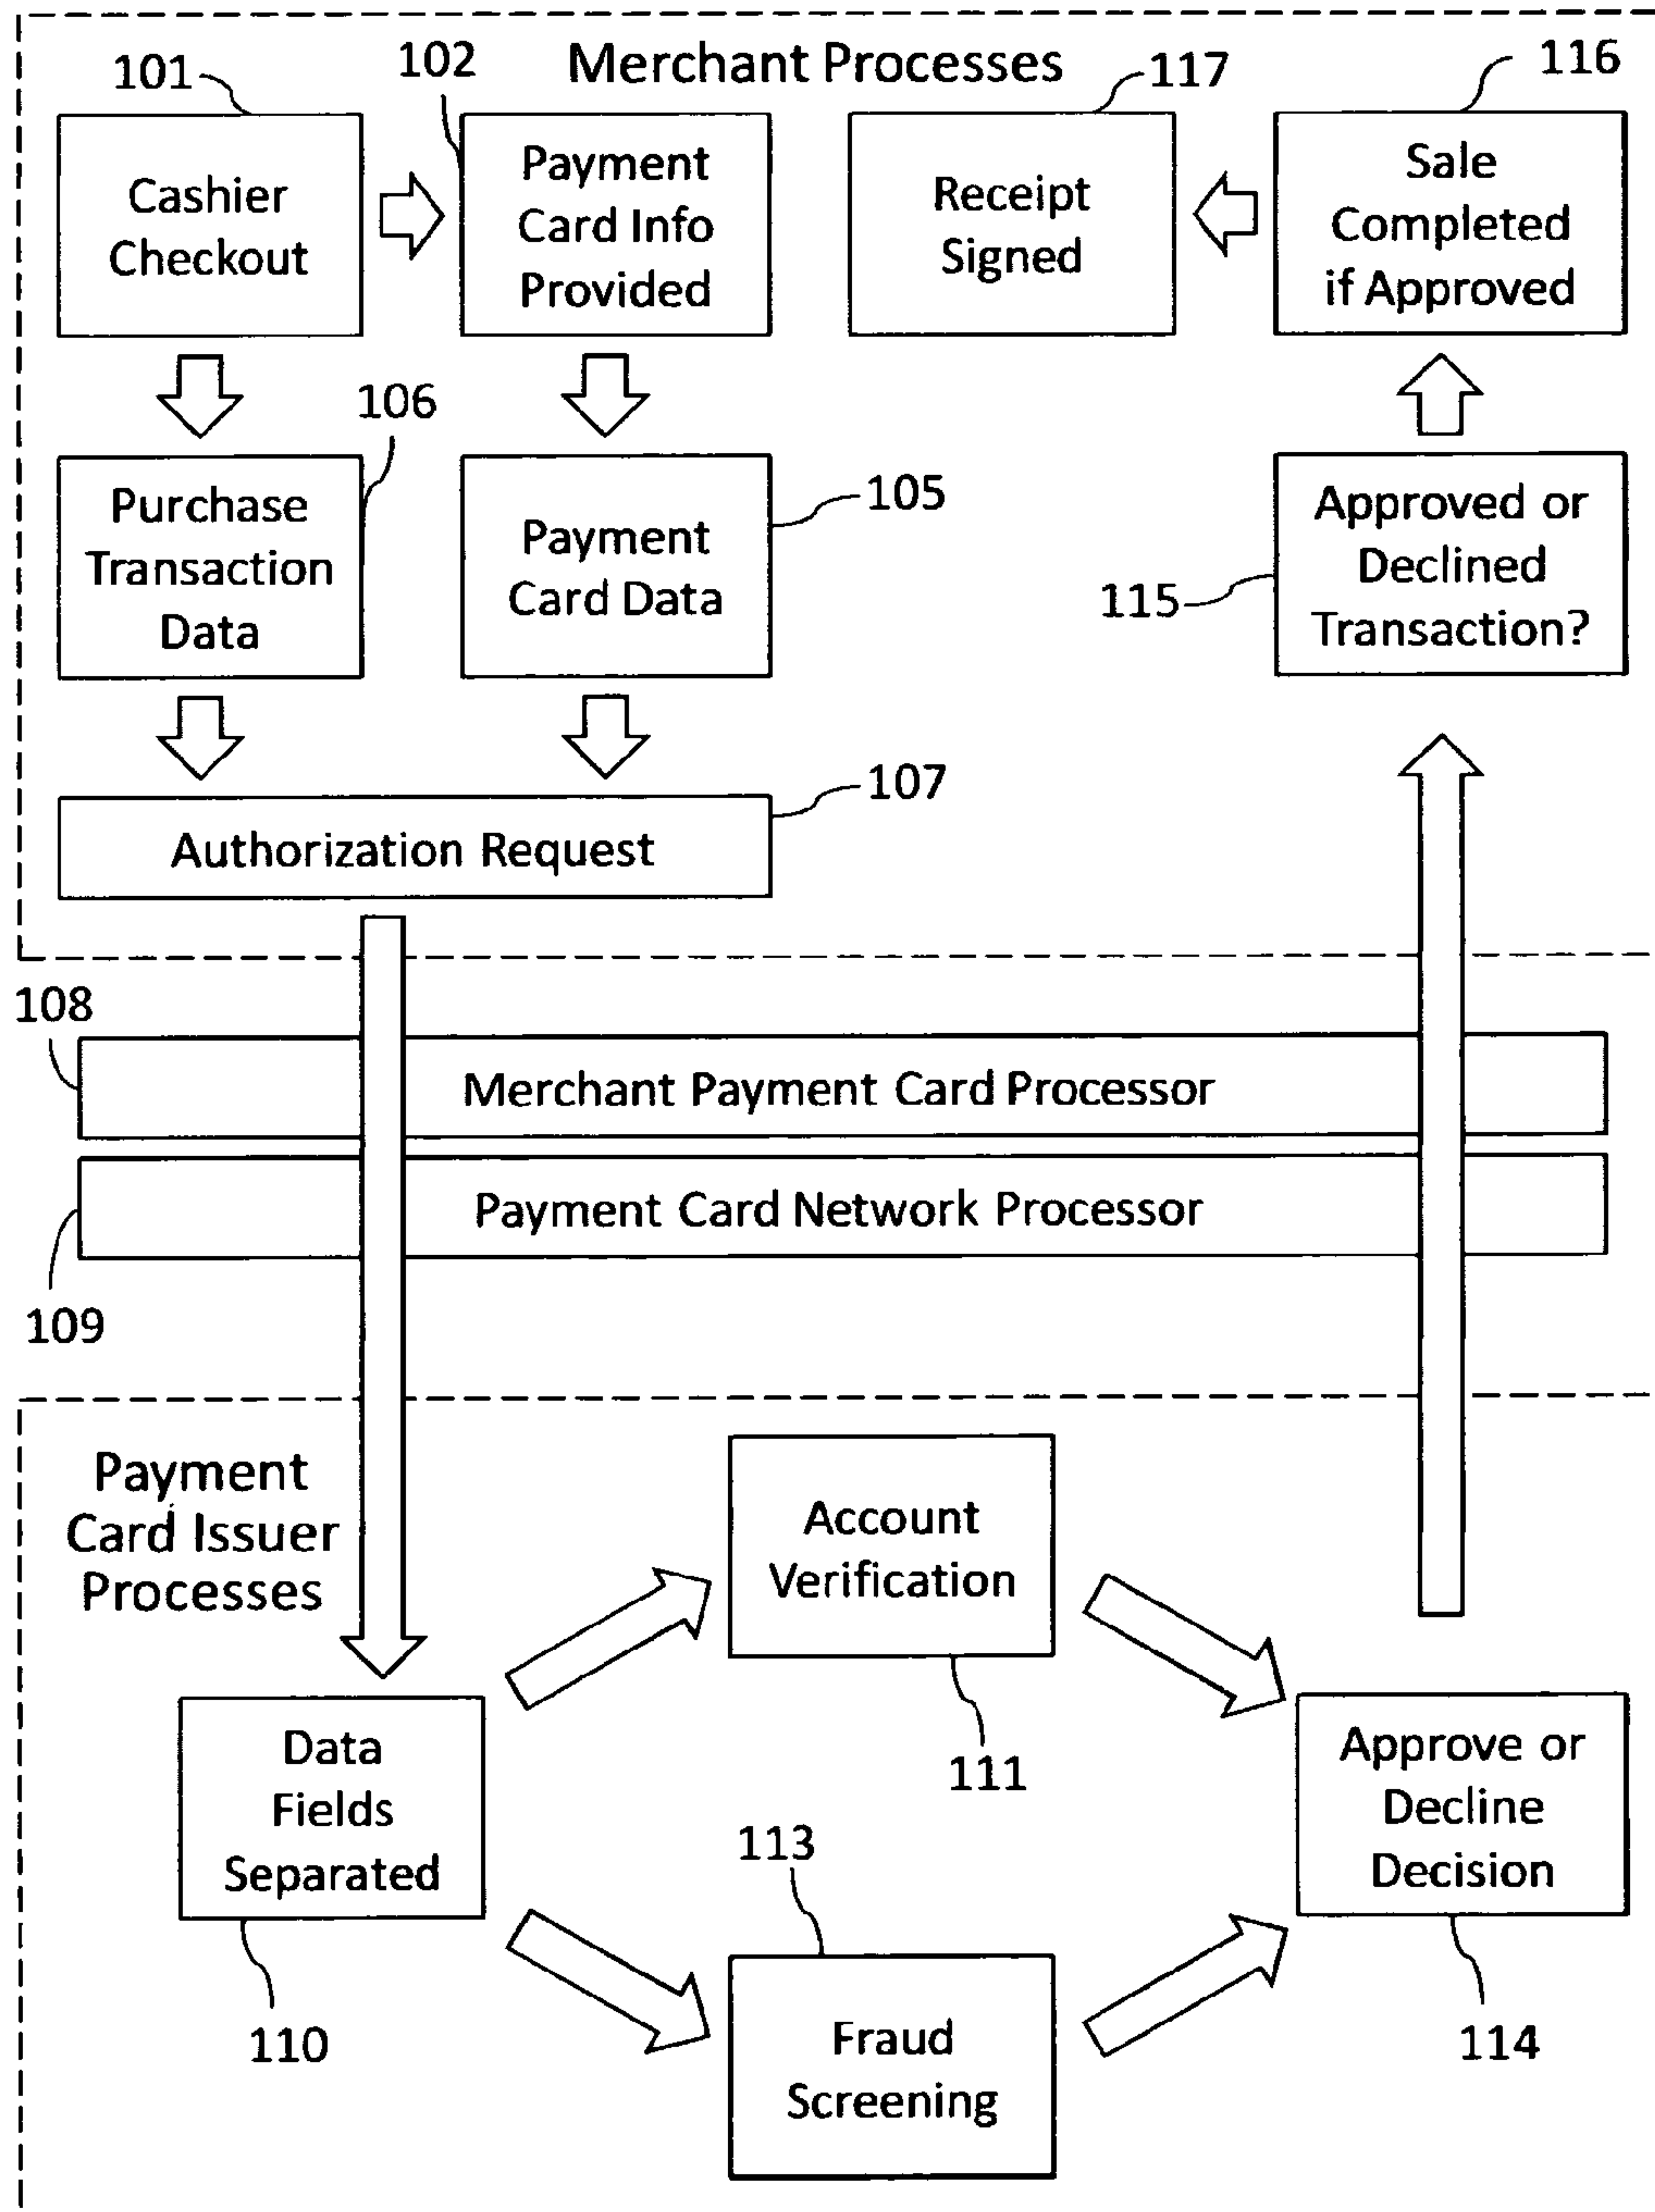 Merchant Processes
101
102
117
116
Cashier
Checkout
Payment
Card Info
Provided
Receipt
Signed
Sale
Completed
if Approved
106
Purchase
Transaction
Data
Payment
Card Data
105
Approved or
Declined
Transaction?
115
107
Authorization Request
108
Merchant Payment Card Processor
Payment Card Network Processor
109
Payment
Card Issuer
Processes
Account
Verification
111
Data
Fields
Separated
110
113
Fraud
Screening
Approve or
Decline
Decision
114